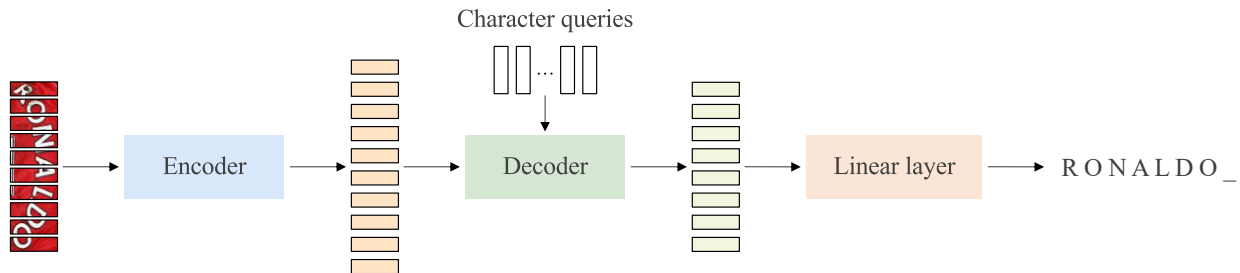 Character queries
...
Encoder
Decoder
Linear layer
R O N A L D O _